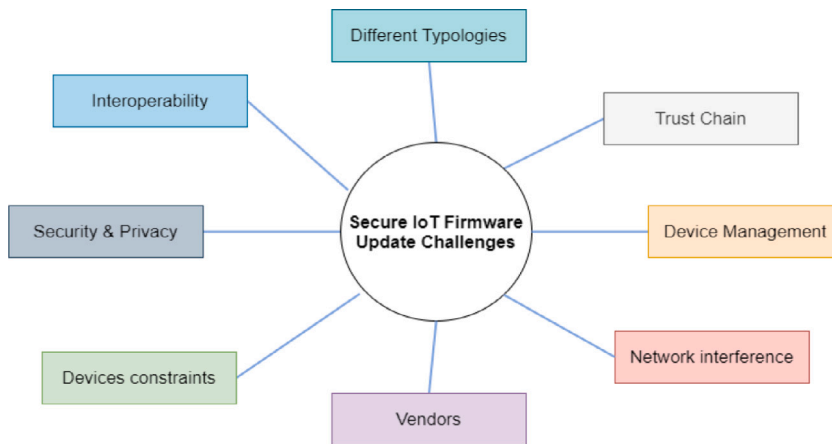 Different Typologies
Interoperability
Trust Chain
Secure IoT Firmware
Update Challenges
Security & Privacy
Device Management
Devices constraints
Network interference
Vendors